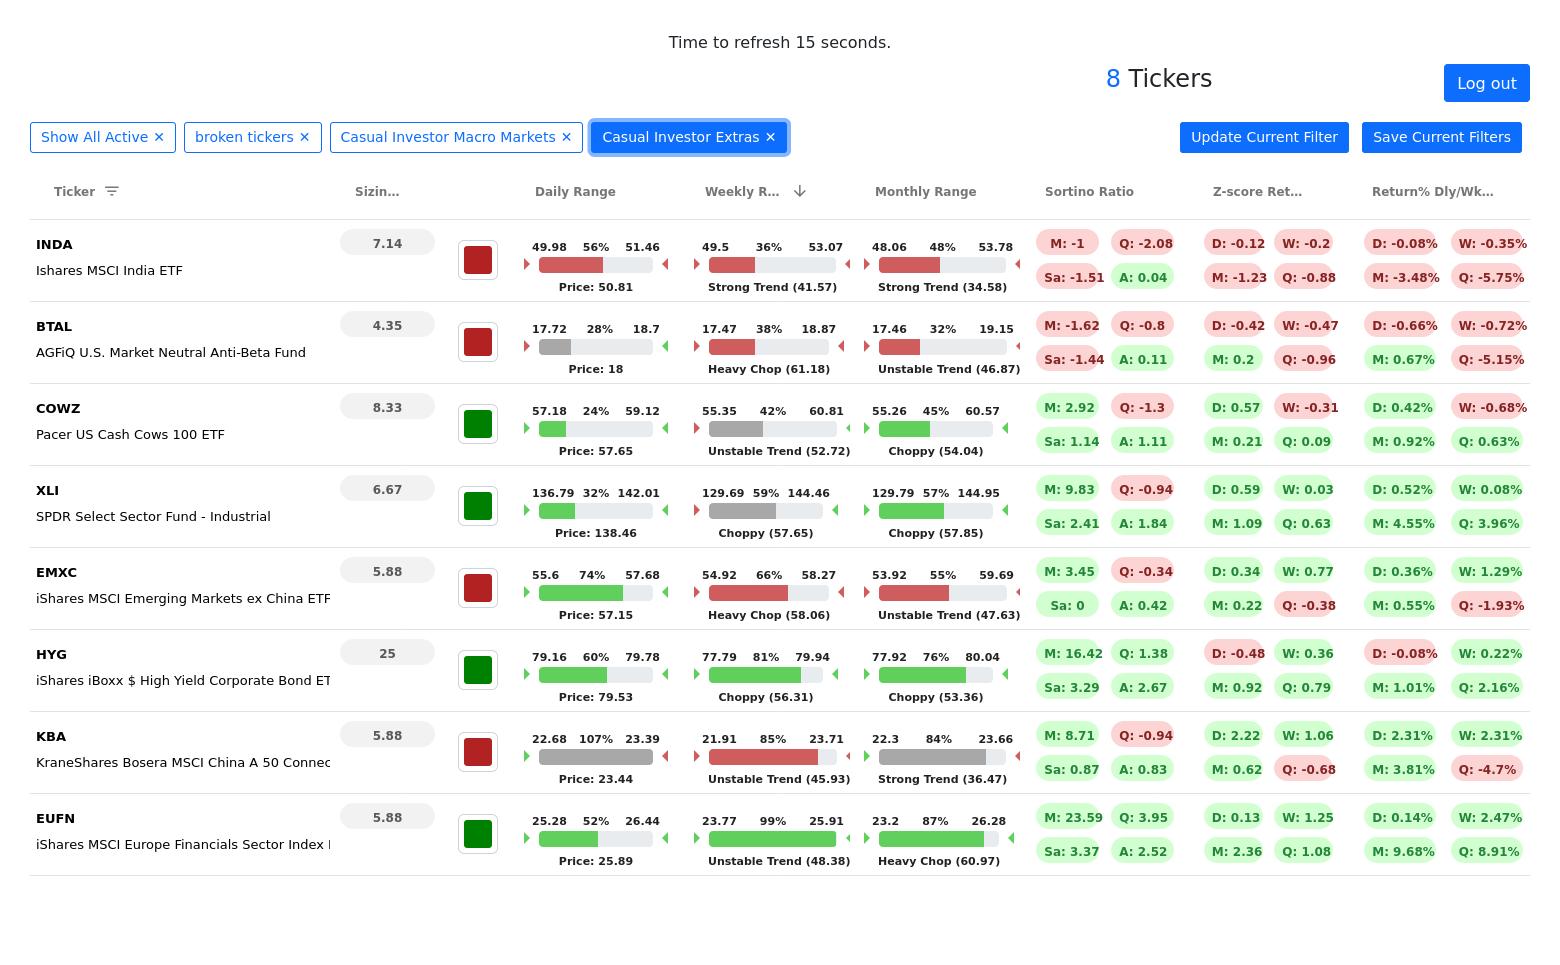 Time to refresh 15 seconds.
8 Tickers
Log out
Show All Active ✕ broken tickers ✕ Casual Investor Macro Markets ✕ Casual Investor Extras ✕ Update Current Filter Save Current Filters
Ticker Sizin… Daily Range Weekly R… Monthly Range Sortino Ratio Z-score Ret… Return% Dly/Wk…
INDA 7.14 49.98 56% 51.46 49.5 36% 53.07 48.06 48% 53.78 M: -1 Q: -2.08 D: -0.12 W: -0.2 D: -0.08% W: -0.35%
Ishares MSCI India ETF Sa: -1.51 A: 0.04 M: -1.23 Q: -0.88 M: -3.48% Q: -5.75%
Price: 50.81 Strong Trend (41.57) Strong Trend (34.58)
BTAL 4.35 17.72 28% 18.7 17.47 38% 18.87 17.46 32% 19.15 M: -1.62 Q: -0.8 D: -0.42 W: -0.47 D: -0.66% W: -0.72%
AGFiQ U.S. Market Neutral Anti-Beta Fund Sa: -1.44 A: 0.11 M: 0.2 Q: -0.96 M: 0.67% Q: -5.15%
Price: 18 Heavy Chop (61.18) Unstable Trend (46.87)
COWZ 8.33 57.18 24% 59.12 55.35 42% 60.81 55.26 45% 60.57 M: 2.92 Q: -1.3 D: 0.57 W: -0.31 D: 0.42% W: -0.68%
Pacer US Cash Cows 100 ETF Sa: 1.14 A: 1.11 M: 0.21 Q: 0.09 M: 0.92% Q: 0.63%
Price: 57.65 Unstable Trend (52.72) Choppy (54.04)
XLI 6.67 136.79 32% 142.01 129.69 59% 144.46 129.79 57% 144.95 M: 9.83 Q: -0.94 D: 0.59 W: 0.03 D: 0.52% W: 0.08%
SPDR Select Sector Fund - Industrial Sa: 2.41 A: 1.84 M: 1.09 Q: 0.63 M: 4.55% Q: 3.96%
Price: 138.46 Choppy (57.65) Choppy (57.85)
EMXC 5.88 55.6 74% 57.68 54.92 66% 58.27 53.92 55% 59.69 M: 3.45 Q: -0.34 D: 0.34 W: 0.77 D: 0.36% W: 1.29%
iShares MSCI Emerging Markets ex China ETF Sa: 0 A: 0.42 M: 0.22 Q: -0.38 M: 0.55% Q: -1.93%
Price: 57.15 Heavy Chop (58.06) Unstable Trend (47.63)
HYG 25 79.16 60% 79.78 77.79 81% 79.94 77.92 76% 80.04 M: 16.42 Q: 1.38 D: -0.48 W: 0.36 D: -0.08% W: 0.22%
iShares iBoxx $ High Yield Corporate Bond ET Sa: 3.29 A: 2.67 M: 0.92 Q: 0.79 M: 1.01% Q: 2.16%
Price: 79.53 Choppy (56.31) Choppy (53.36)
KBA 5.88 22.68 107% 23.39 21.91 85% 23.71 22.3 84% 23.66 M: 8.71 Q: -0.94 D: 2.22 W: 1.06 D: 2.31% W: 2.31%
KraneShares Bosera MSCI China A 50 Connec Sa: 0.87 A: 0.83 M: 0.62 Q: -0.68 M: 3.81% Q: -4.7%
Price: 23.44 Unstable Trend (45.93) Strong Trend (36.47)
EUFN 5.88 25.28 52% 26.44 23.77 99% 25.91 23.2 87% 26.28 M: 23.59 Q: 3.95 D: 0.13 W: 1.25 D: 0.14% W: 2.47%
iShares MSCI Europe Financials Sector Index Sa: 3.37 A: 2.52 M: 2.36 Q: 1.08 M: 9.68% Q: 8.91%
Price: 25.89 Unstable Trend (48.38) Heavy Chop (60.97)